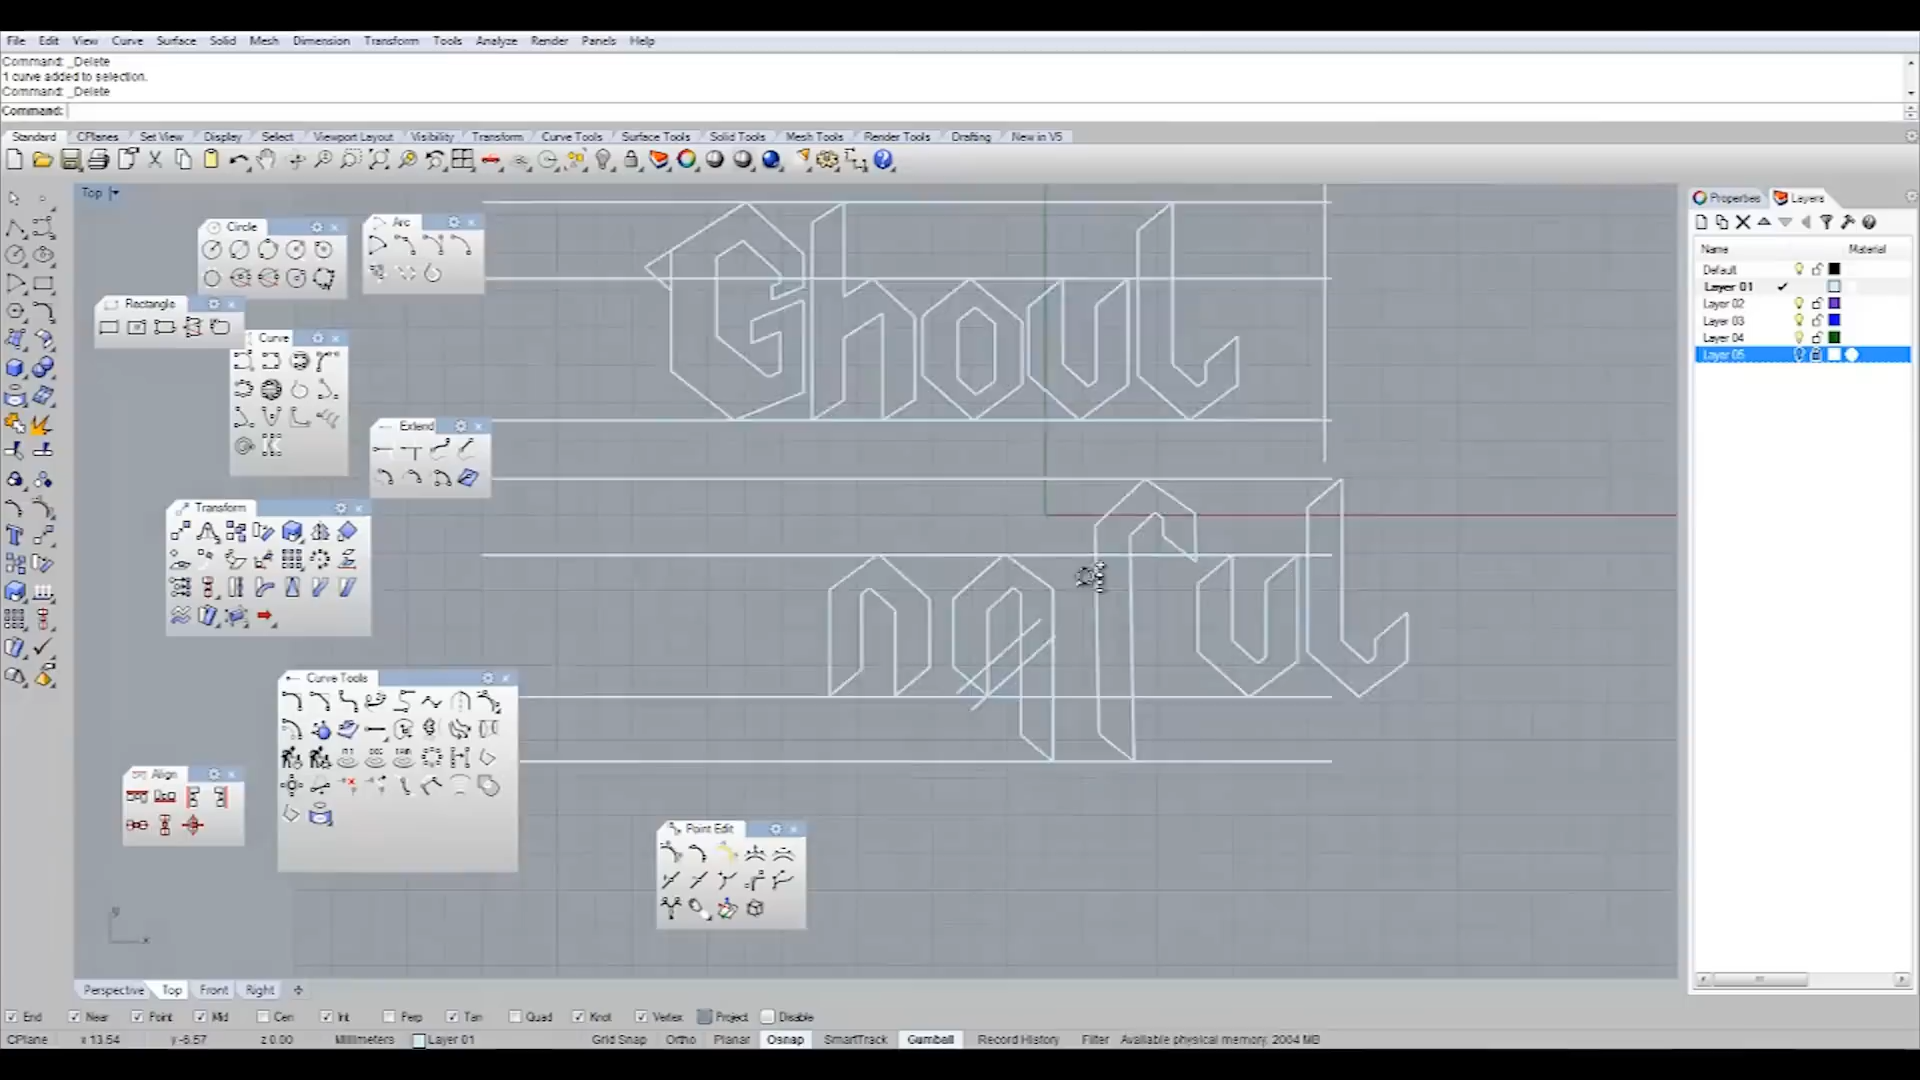 File Edit View Curve Surface Solid Mesh Dimension Transform Tools Analyze Render Panels Help
Command: _Delete
1 curve added to selection.
Command: _Delete
Command:
Standard CPlanes Set View Display Select Viewport Layout Visibility Transform Curve Tools Surface Tools Solid Tools Mesh Tools Render Tools Drafting New in V5
Top
Circle
Arc
Rectangle
Curve
Extend
Transform
Curve Tools
Align
Point Edit
Ghoul
Properties Layers
Name Material
Default
Layer 01
Layer 02
Layer 03
Layer 04
Layer 05
y
x
Perspective Top Front Right
End Near Point Mid Cen Int Perp Tan Quad Knot Vertex Project Disable
CPlane x 13.54 y -6.57 z 0.00 Millimeters Layer 01 Grid Snap Ortho Planar Osnap SmartTrack Gumball Record History Filter Available physical memory: 2004 MB